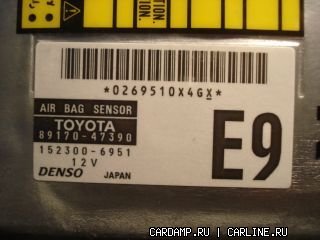 *0269510X4GX*
AIR BAG SENSOR
TOYOTA
89170-47390
152300-6951
12V
DENSO JAPAN
E9
CARDAMP.RU | CARLINE.RU